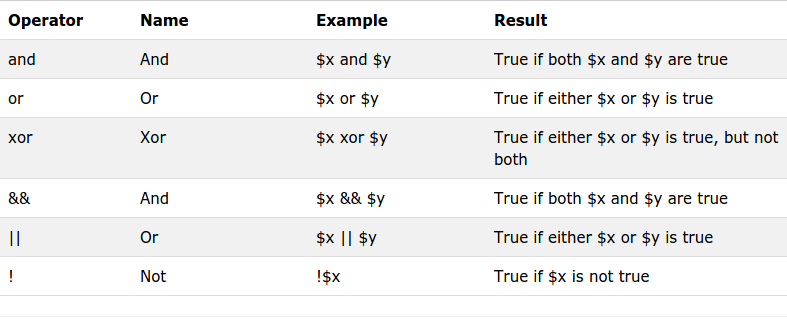 Operator Name Example Result
and And $x and $y True if both $x and $y are true
or Or $x or $y True if either $x or $y is true
xor Xor $x xor $y True if either $x or $y is true, but not
both
&& And $x && $y True if both $x and $y are true
|| Or $x || $y True if either $x or $y is true
! Not !$x True if $x is not true